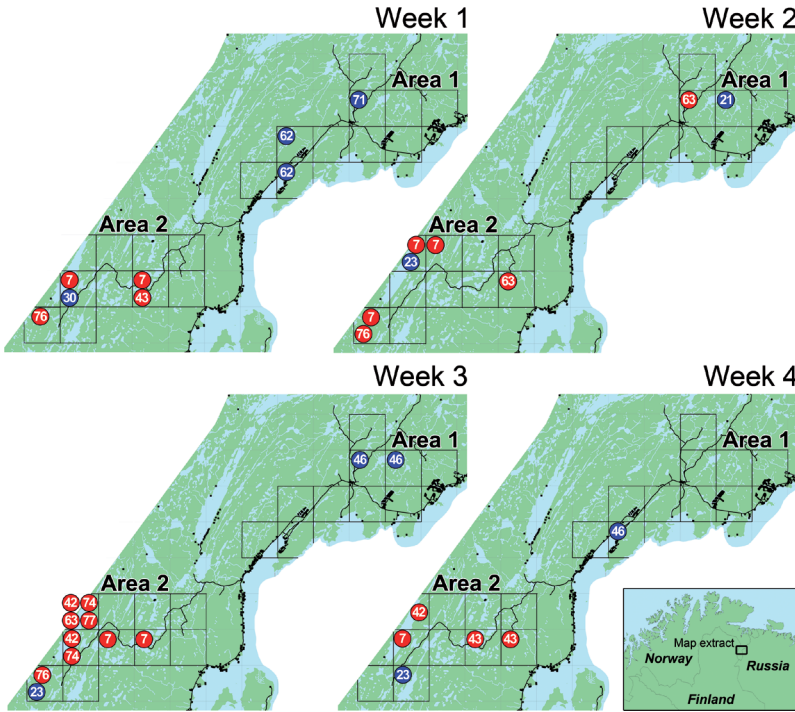 Week 1
Area 1
71
62
62
Area 2
7
7
30
43
76
Week 2
Area 1
63
21
Area 2
7
7
23
63
7
76
Week 3
Area 1
46
46
Area 2
42
74
63
77
42
7
7
74
76
23
Week 4
Area 1
46
Area 2
42
7
43
43
23
Map extract
Norway
Russia
Finland